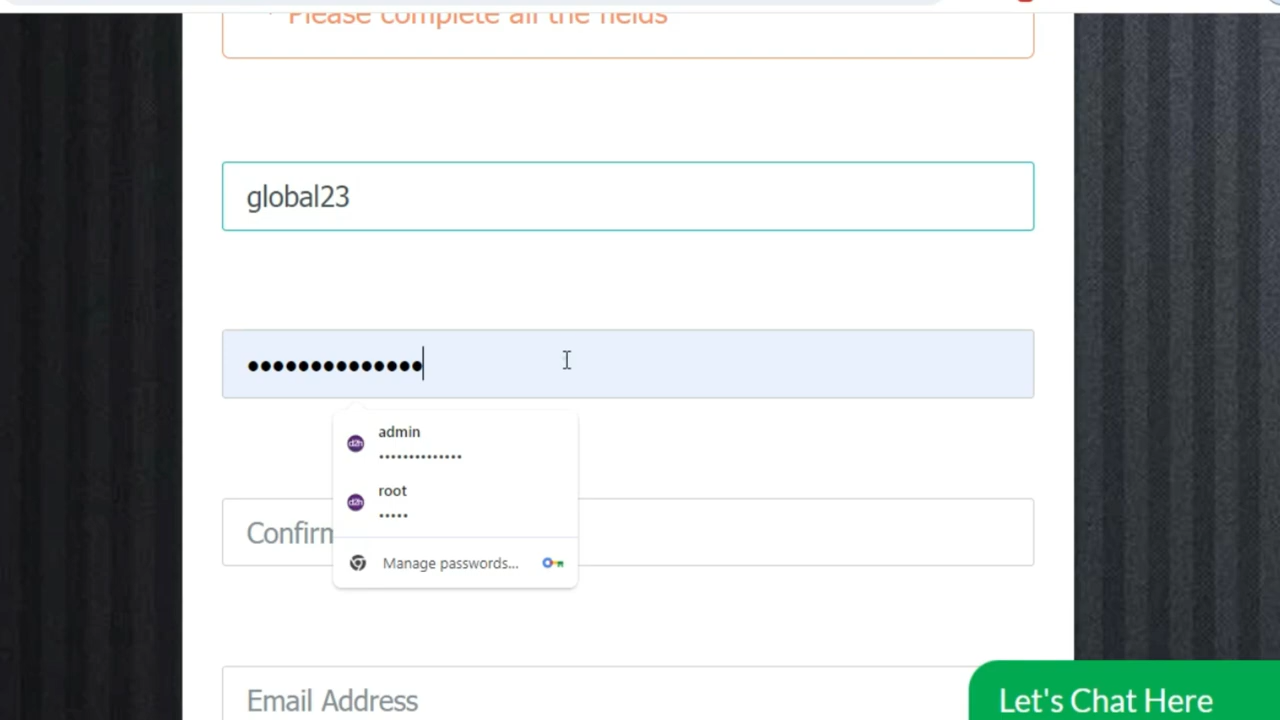 Please complete all the fields
global23
••••••••••••••
admin
••••••••••••••
root
•••••
Confirm
Manage passwords...
Email Address
Let's Chat Here